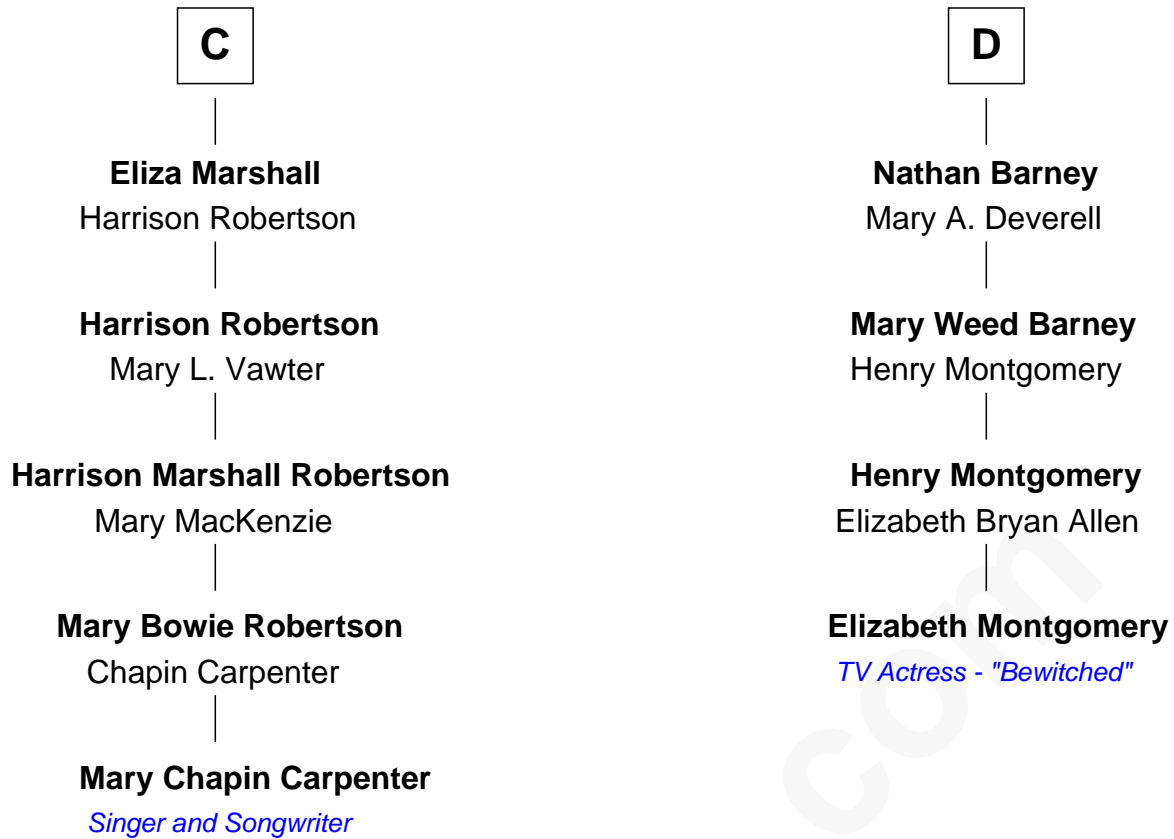 C
Eliza Marshall
Harrison Robertson
Harrison Robertson
Mary L. Vawter
Harrison Marshall Robertson
Mary MacKenzie
Mary Bowie Robertson
Chapin Carpenter
Mary Chapin Carpenter
Singer and Songwriter
D
Nathan Barney
Mary A. Deverell
Mary Weed Barney
Henry Montgomery
Henry Montgomery
Elizabeth Bryan Allen
Elizabeth Montgomery
TV Actress - "Bewitched"
com